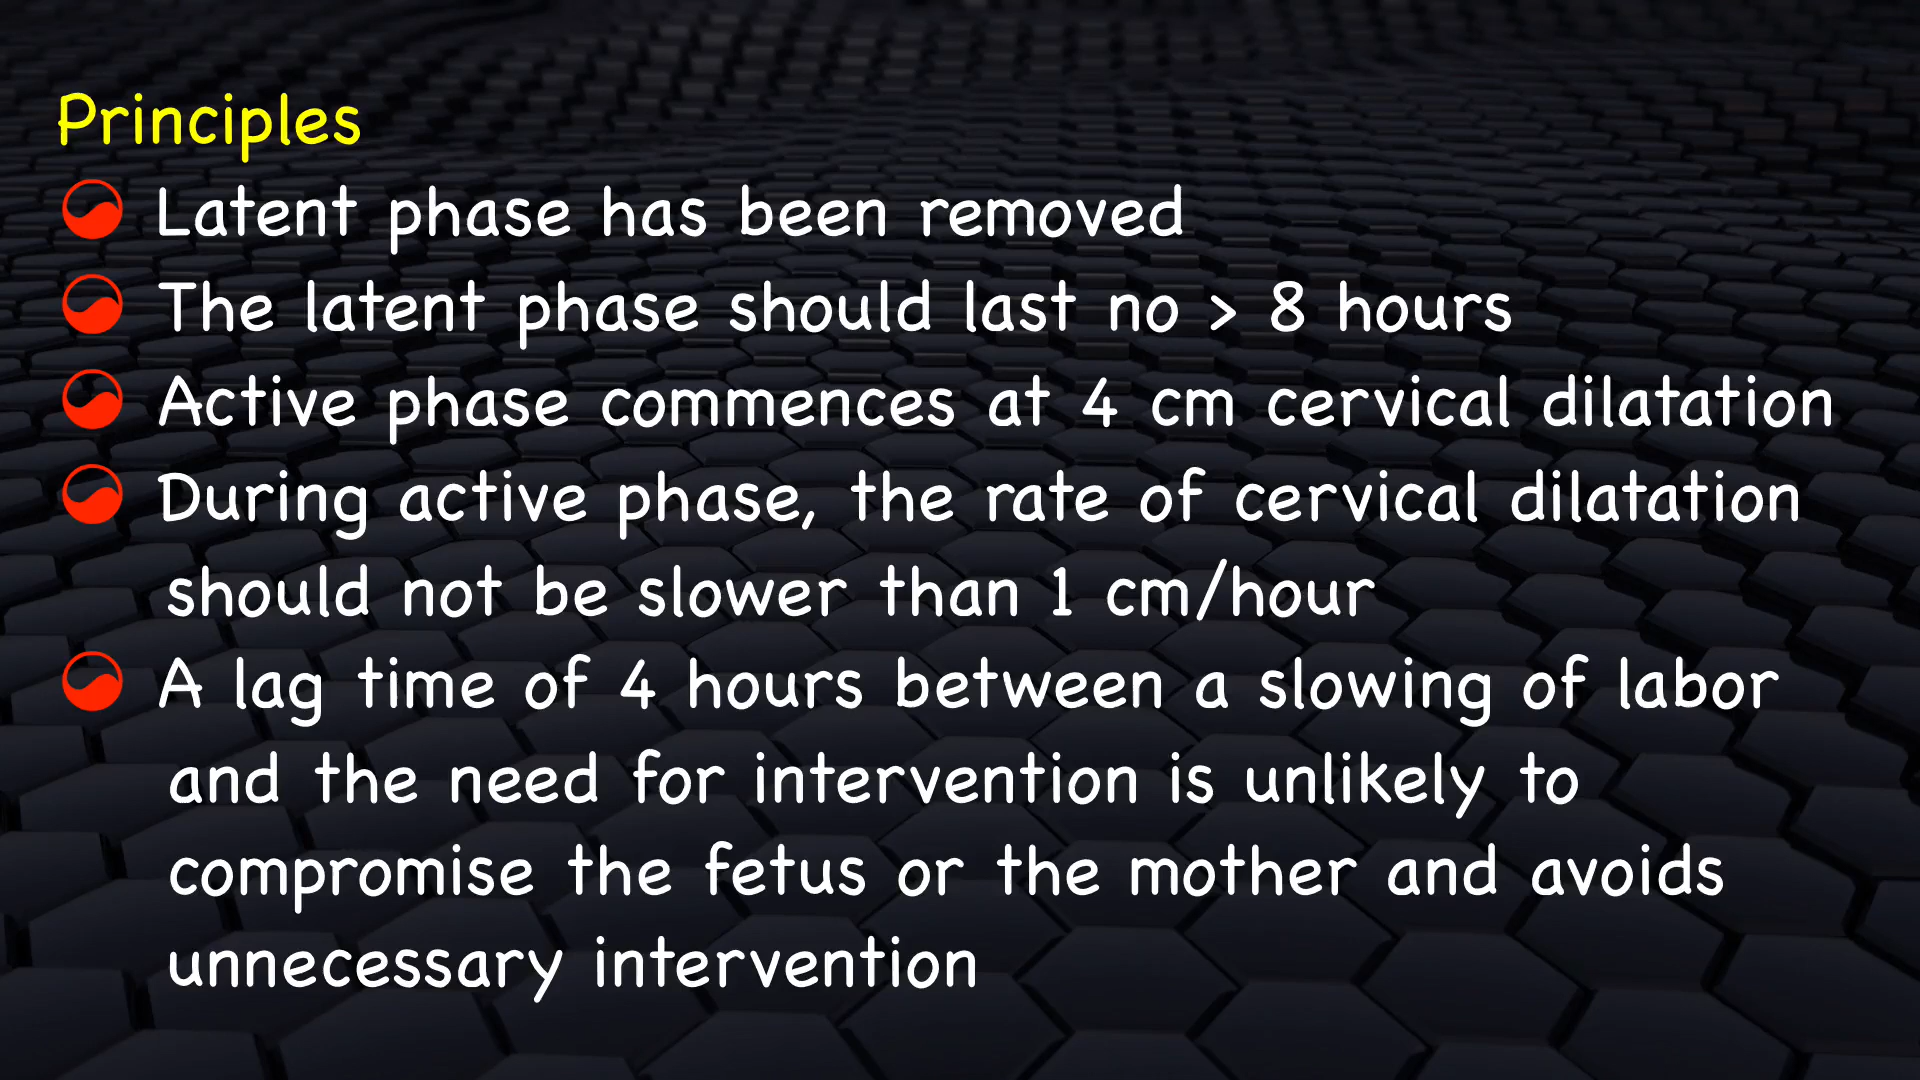 Principles
Latent phase has been removed
The latent phase should last no > 8 hours
Active phase commences at 4 cm cervical dilatation
During active phase, the rate of cervical dilatation
should not be slower than 1 cm/hour
A lag time of 4 hours between a slowing of labor
and the need for intervention is unlikely to
compromise the fetus or the mother and avoids
unnecessary intervention